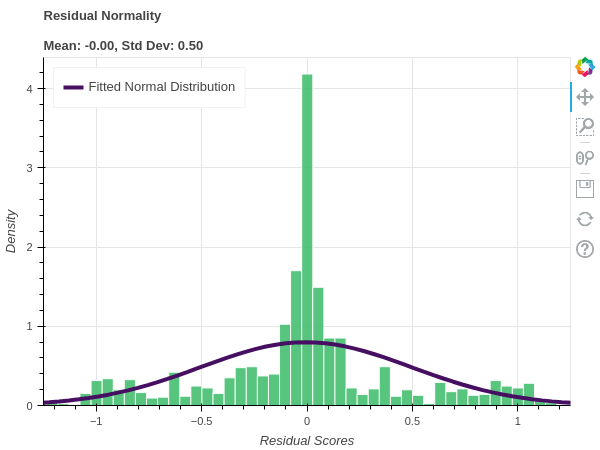 Residual Normality
Mean: -0.00, Std Dev: 0.50
Fitted Normal Distribution
Density
4
3
2
1
0
−1
−0.5
0
0.5
1
Residual Scores